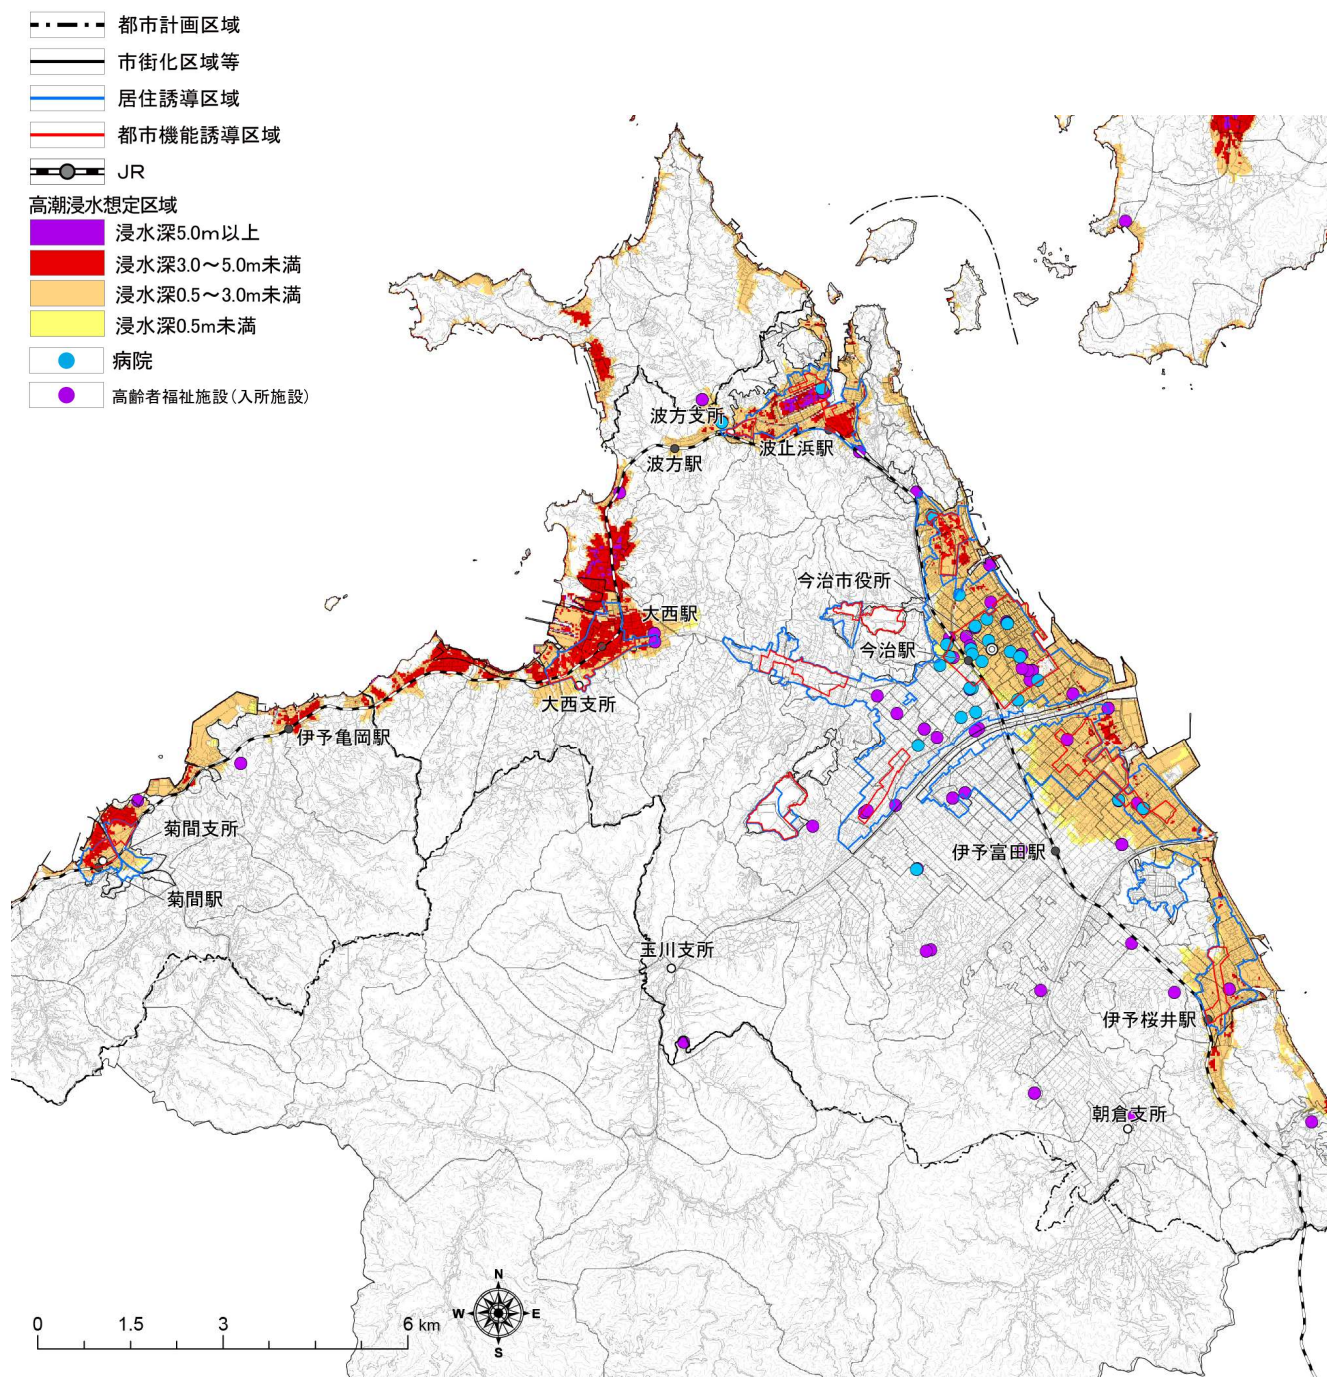 都市計画区域
市街化区域等
居住誘導区域
都市機能誘導区域
JR
高潮浸水想定区域
浸水深5.0m以上
浸水深3.0～5.0m未満
浸水深0.5～3.0m未満
浸水深0.5m未満
病院
高齢者福祉施設(入所施設)
波方支所
波止浜駅
波方駅
今治市役所
大西駅
今治駅
大西支所
伊予亀岡駅
菊間支所
伊予富田駅
菊間駅
玉川支所
伊予桜井駅
朝倉支所
N
W
E
S
0
1.5
3
6 km